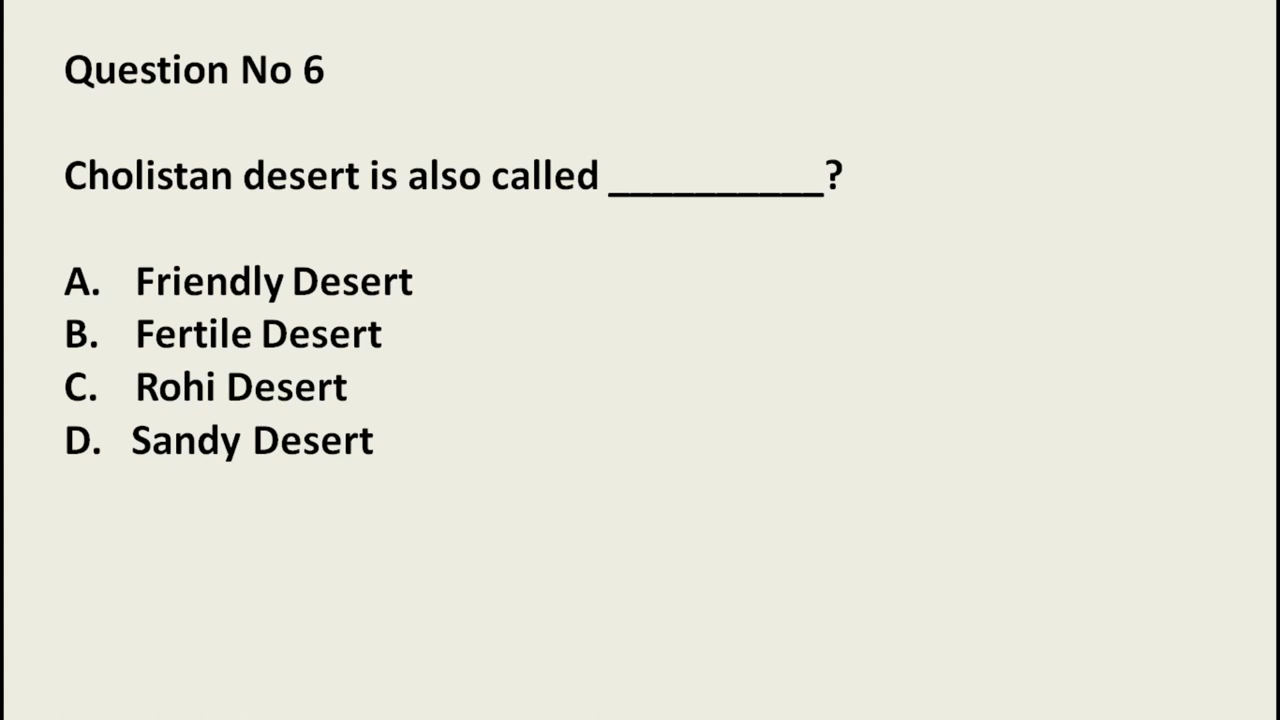 Question No 6
Cholistan desert is also called __________?
A. Friendly Desert
B. Fertile Desert
C. Rohi Desert
D. Sandy Desert